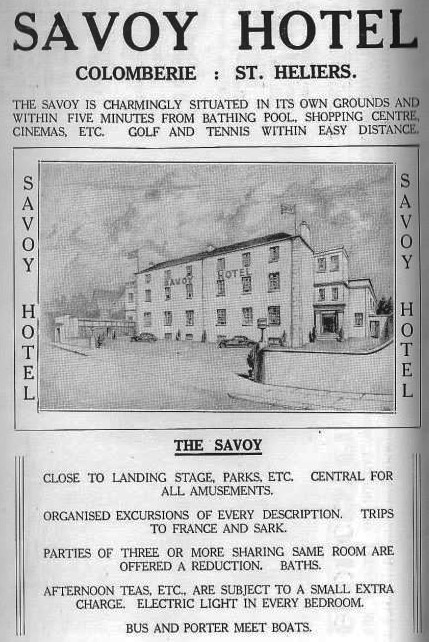 SAVOY HOTEL
COLOMBERIE : ST. HELIERS.
THE SAVOY IS CHARMINGLY SITUATED IN ITS OWN GROUNDS AND
WITHIN FIVE MINUTES FROM BATHING POOL, SHOPPING CENTRE,
CINEMAS, ETC. GOLF AND TENNIS WITHIN EASY DISTANCE.
SAVOY HOTEL
SAVOY HOTEL
SAVOY HOTEL
THE SAVOY
CLOSE TO LANDING STAGE, PARKS, ETC. CENTRAL FOR
ALL AMUSEMENTS.
ORGANISED EXCURSIONS OF EVERY DESCRIPTION. TRIPS
TO FRANCE AND SARK.
PARTIES OF THREE OR MORE SHARING SAME ROOM ARE
OFFERED A REDUCTION. BATHS.
AFTERNOON TEAS, ETC., ARE SUBJECT TO A SMALL EXTRA
CHARGE. ELECTRIC LIGHT IN EVERY BEDROOM.
BUS AND PORTER MEET BOATS.